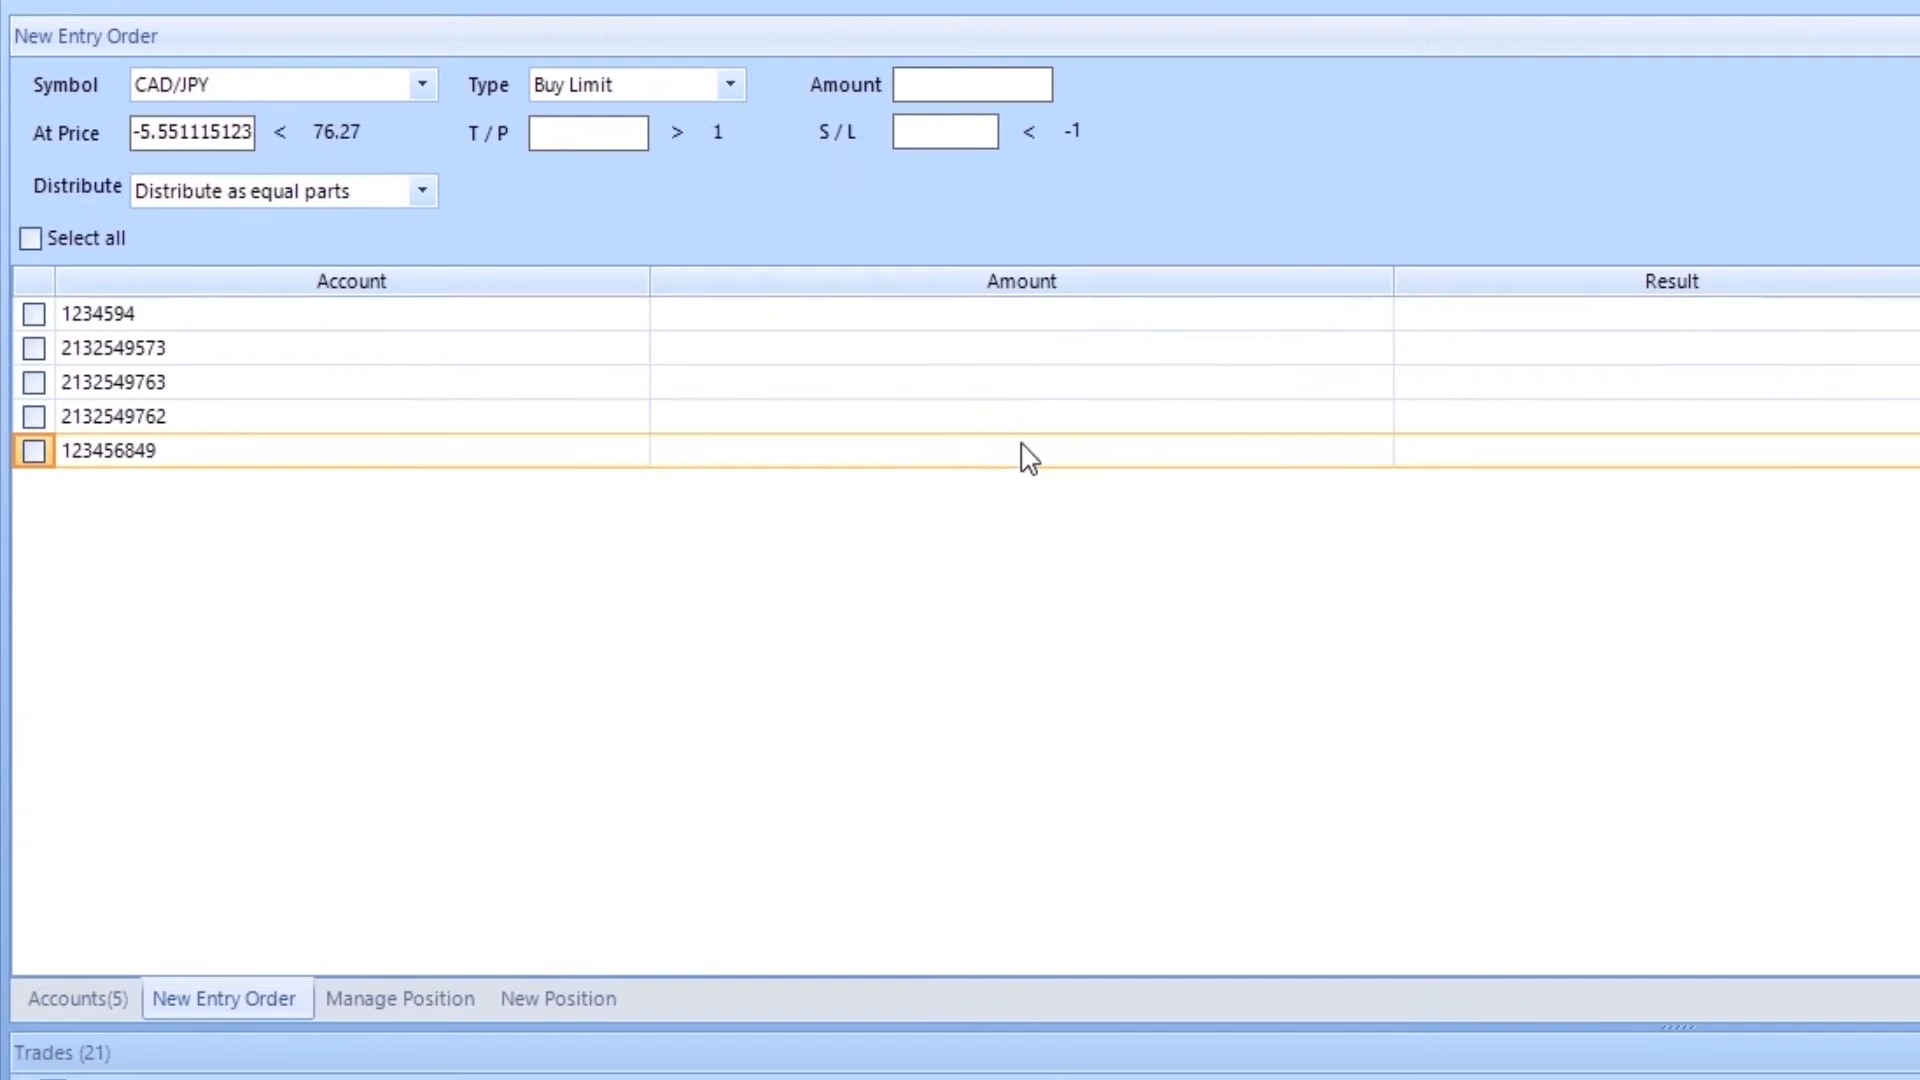 New Entry Order
Symbol CAD/JPY Type Buy Limit Amount
At Price -5.551115123 < 76.27 T / P > 1 S / L < -1
Distribute Distribute as equal parts
Select all
Account Amount Result
1234594
2132549573
2132549763
2132549762
123456849
Accounts(5) New Entry Order Manage Position New Position
Trades (21)